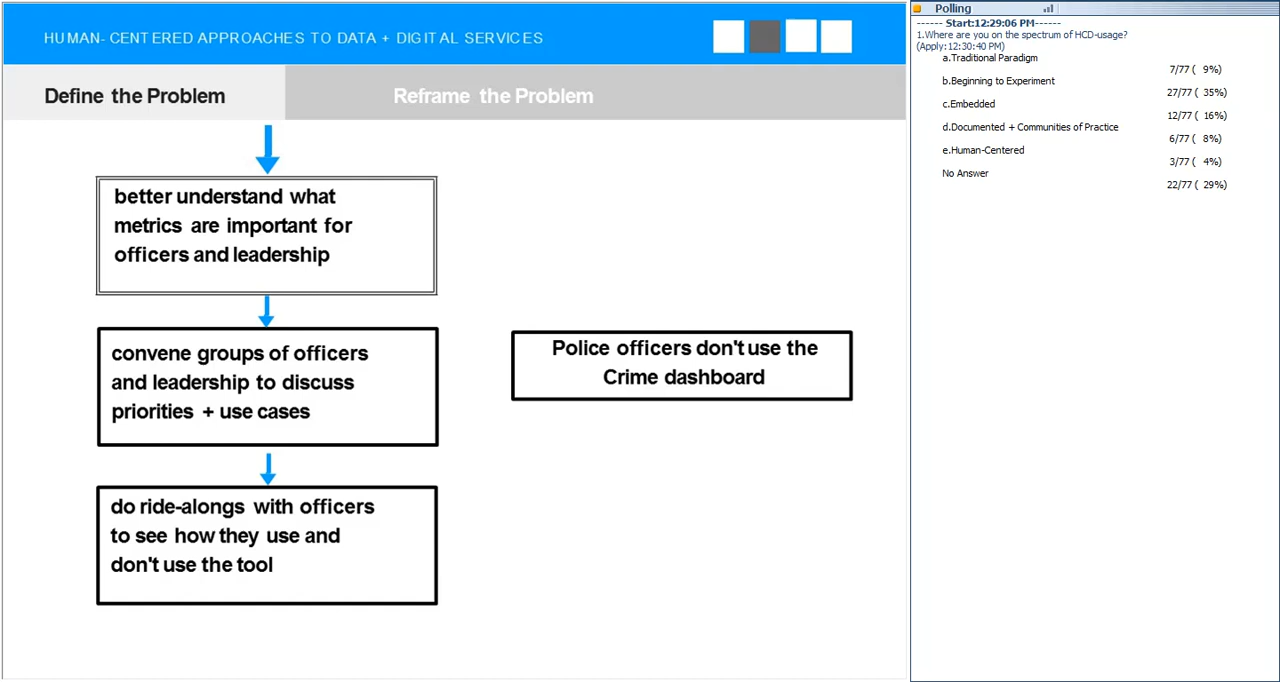 HUMAN- CENTERED APPROACHES TO DATA + DIGITAL SERVICES
Define the Problem
Reframe the Problem
better understand what
metrics are important for
officers and leadership
convene groups of officers
and leadership to discuss
priorities + use cases
do ride-alongs with officers
to see how they use and
don't use the tool
Police officers don't use the
Crime dashboard
Polling
------ Start:12:29:06 PM------
1.Where are you on the spectrum of HCD-usage?
(Apply:12:30:40 PM)
a.Traditional Paradigm
7/77 ( 9%)
b.Beginning to Experiment
27/77 ( 35%)
c.Embedded
12/77 ( 16%)
d.Documented + Communities of Practice
6/77 ( 8%)
e.Human-Centered
3/77 ( 4%)
No Answer
22/77 ( 29%)